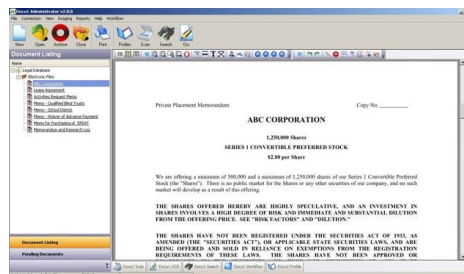 Docuxi Administrator v2.0.0
File Connection View Imaging Reports Help Workflow
New Open Archive Close Print Profiler Scan Search Go!
Document Listing
Name
Legal Database
Electronic Files
ABC Corporation
Lease Agreement
Activities Request Memo
Memo - Qualified Blind Trusts
Memo - School District
Memo - Waiver of Advance Payment
Memo for Purchasing of
Memorandum and Research Log
Document Listing
Pending Documents
Private Placement Memorandum Copy No.
ABC CORPORATION
1,250,000 Shares
SERIES 1 CONVERTIBLE PREFERRED STOCK
$2.00 per Share
We are offering a minimum of 500,000 and a maximum of 1,250,000 shares of our Series 1 Convertible Preferred
Stock (the "Shares"). There is no public market for the Shares or any other securities of our company, and no such
market will develop as a result of this offering.
THE SHARES OFFERED HEREBY ARE HIGHLY SPECULATIVE, AND AN INVESTMENT IN
SHARES INVOLVES A HIGH DEGREE OF RISK AND IMMEDIATE AND SUBSTANTIAL DILUTION
FROM THE OFFERING PRICE. SEE "RISK FACTORS" AND "DILUTION."
THE SHARES HAVE NOT BEEN REGISTERED UNDER THE SECURITIES ACT OF 1933, AS
AMENDED (THE "SECURITIES ACT"), OR APPLICABLE STATE SECURITIES LAWS, AND ARE
BEING OFFERED AND SOLD IN RELIANCE ON EXEMPTIONS FROM THE REGISTRATION
REQUIREMENTS OF THESE LAWS. THE SHARES HAVE NOT BEEN APPROVED OR
Docuxi Scan Docuxi OCR Docuxi Search Docuxi Workflow Docuxi Profile